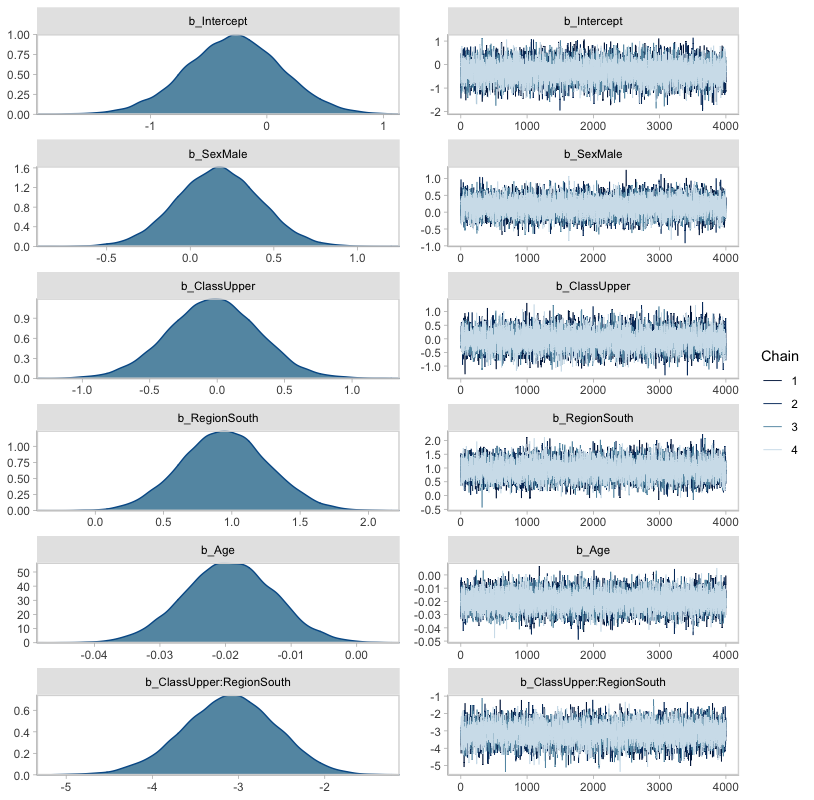 b_Intercept
1.00
0.75
0.50
0.25
0.00
-1 0 1
b_Intercept
1
0
-1
-2
0 1000 2000 3000 4000
b_SexMale
1.6
1.2
0.8
0.4
0.0
-0.5 0.0 0.5 1.0
b_SexMale
1.0
0.5
0.0
-0.5
-1.0
0 1000 2000 3000 4000
b_ClassUpper
0.9
0.6
0.3
0.0
-1.0 -0.5 0.0 0.5 1.0
b_ClassUpper
1.0
0.5
0.0
-0.5
-1.0
0 1000 2000 3000 4000
b_RegionSouth
1.00
0.75
0.50
0.25
0.00
0.0 0.5 1.0 1.5 2.0
b_RegionSouth
2.0
1.5
1.0
0.5
0.0
-0.5
0 1000 2000 3000 4000
b_Age
50
40
30
20
10
0
-0.04 -0.03 -0.02 -0.01 0.00
b_Age
0.00
-0.01
-0.02
-0.03
-0.04
-0.05
0 1000 2000 3000 4000
b_ClassUpper:RegionSouth
0.6
0.4
0.2
0.0
-5 -4 -3 -2
b_ClassUpper:RegionSouth
-1
-2
-3
-4
-5
0 1000 2000 3000 4000
Chain
1
2
3
4